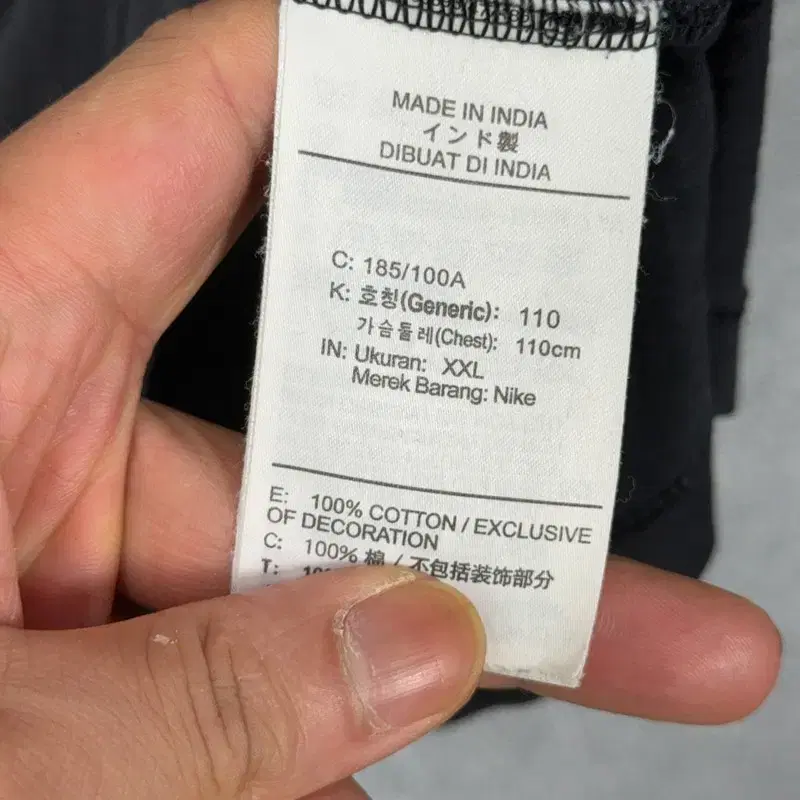 MADE IN INDIA
インド製
DIBUAT DI INDIA
C: 185/100A
K: 호칭(Generic): 110
가슴둘레(Chest): 110cm
IN: Ukuran: XXL
Merek Barang: Nike
E: 100% COTTON / EXCLUSIVE
OF DECORATION
C: 100% 棉 / 不包括装饰部分
T: